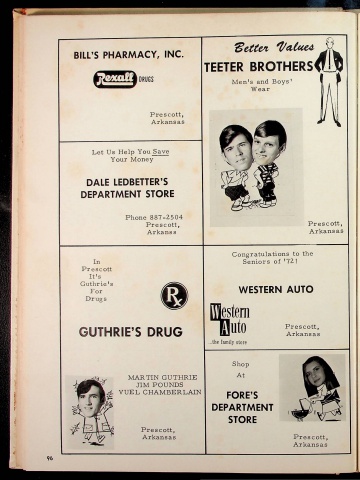 BILL'S PHARMACY, INC.
Rexall DRUGS
Prescott,
Arkansas
Let Us Help You Save
Your Money
DALE LEDBETTER'S
DEPARTMENT STORE
Phone 887-2504
Prescott,
Arkansas
In
Prescott
It's
Guthrie's
For
Drugs
Rx
GUTHRIE'S DRUG
MARTIN GUTHRIE
JIM POUNDS
VUEL CHAMBERLAIN
Prescott,
Arkansas
96
Better Values
TEETER BROTHERS
Men's and Boys'
Wear
Prescott,
Arkansas
Congratulations to the
Seniors of '72!
WESTERN AUTO
Western
Auto
...the family store
Prescott,
Arkansas
Shop
At
FORE'S
DEPARTMENT
STORE
Prescott,
Arkansas